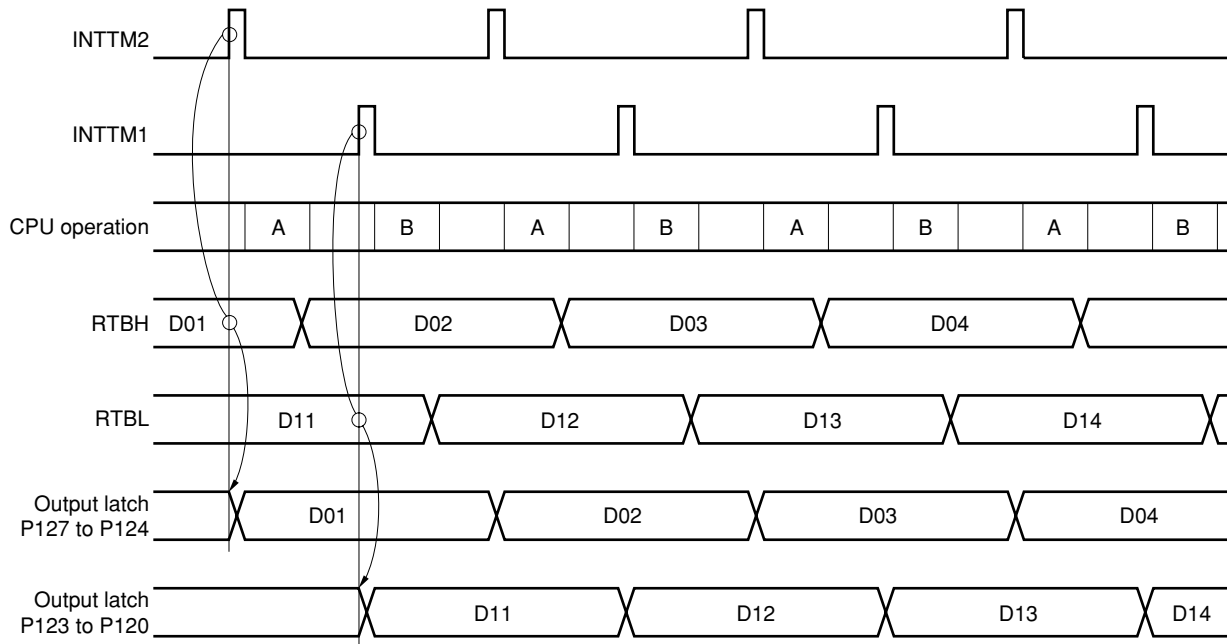 INTTM2
INTTM1
CPU operation A B A B A B A B
RTBH D01 D02 D03 D04
RTBL D11 D12 D13 D14
Output latch
P127 to P124 D01 D02 D03 D04
Output latch
P123 to P120 D11 D12 D13 D14